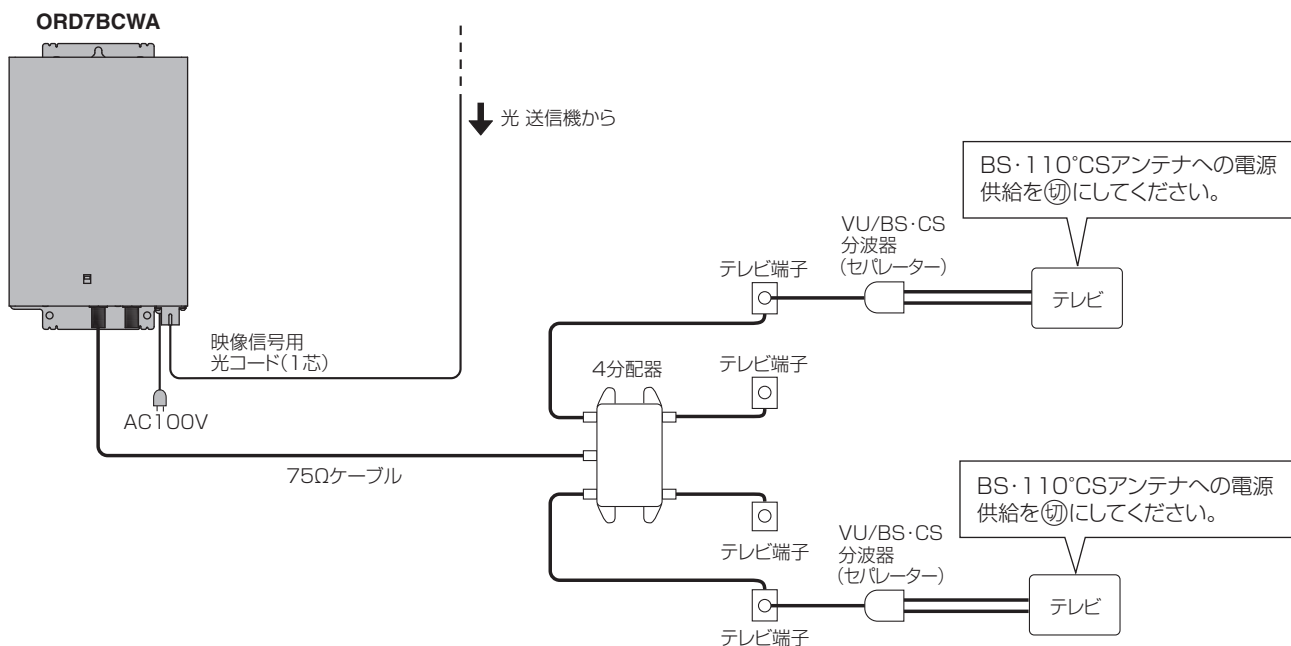 ORD7BCWA
光 送信機から
BS･110°CSアンテナへの電源
供給を㊛にしてください。
VU/BS･CS
分波器
(セパレーター)
テレビ端子
テレビ
映像信号用
光コード(1芯)
4分配器
テレビ端子
AC100V
75Ωケーブル
BS･110°CSアンテナへの電源
供給を切にしてください。
VU/BS･CS
分波器
(セパレーター)
テレビ端子
テレビ
テレビ端子